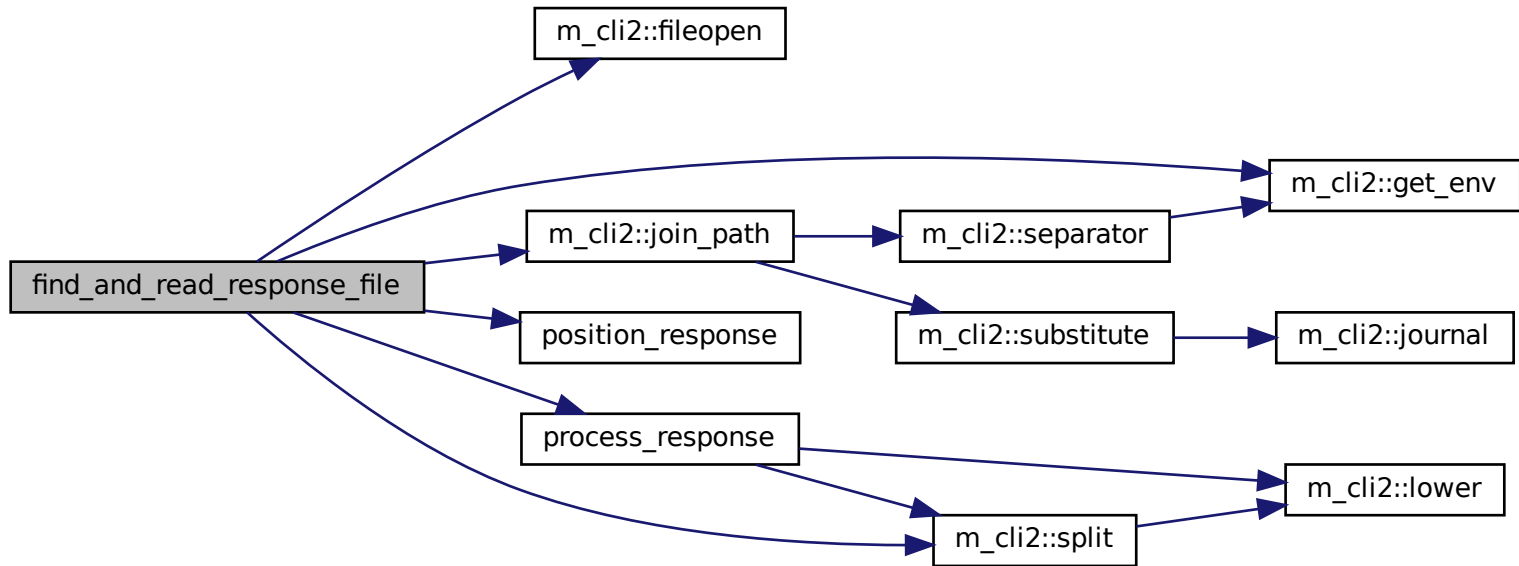 m_cli2::fileopen
m_cli2::get_env
m_cli2::join_path
m_cli2::separator
find_and_read_response_file
position_response
m_cli2::substitute
m_cli2::journal
process_response
m_cli2::lower
m_cli2::split